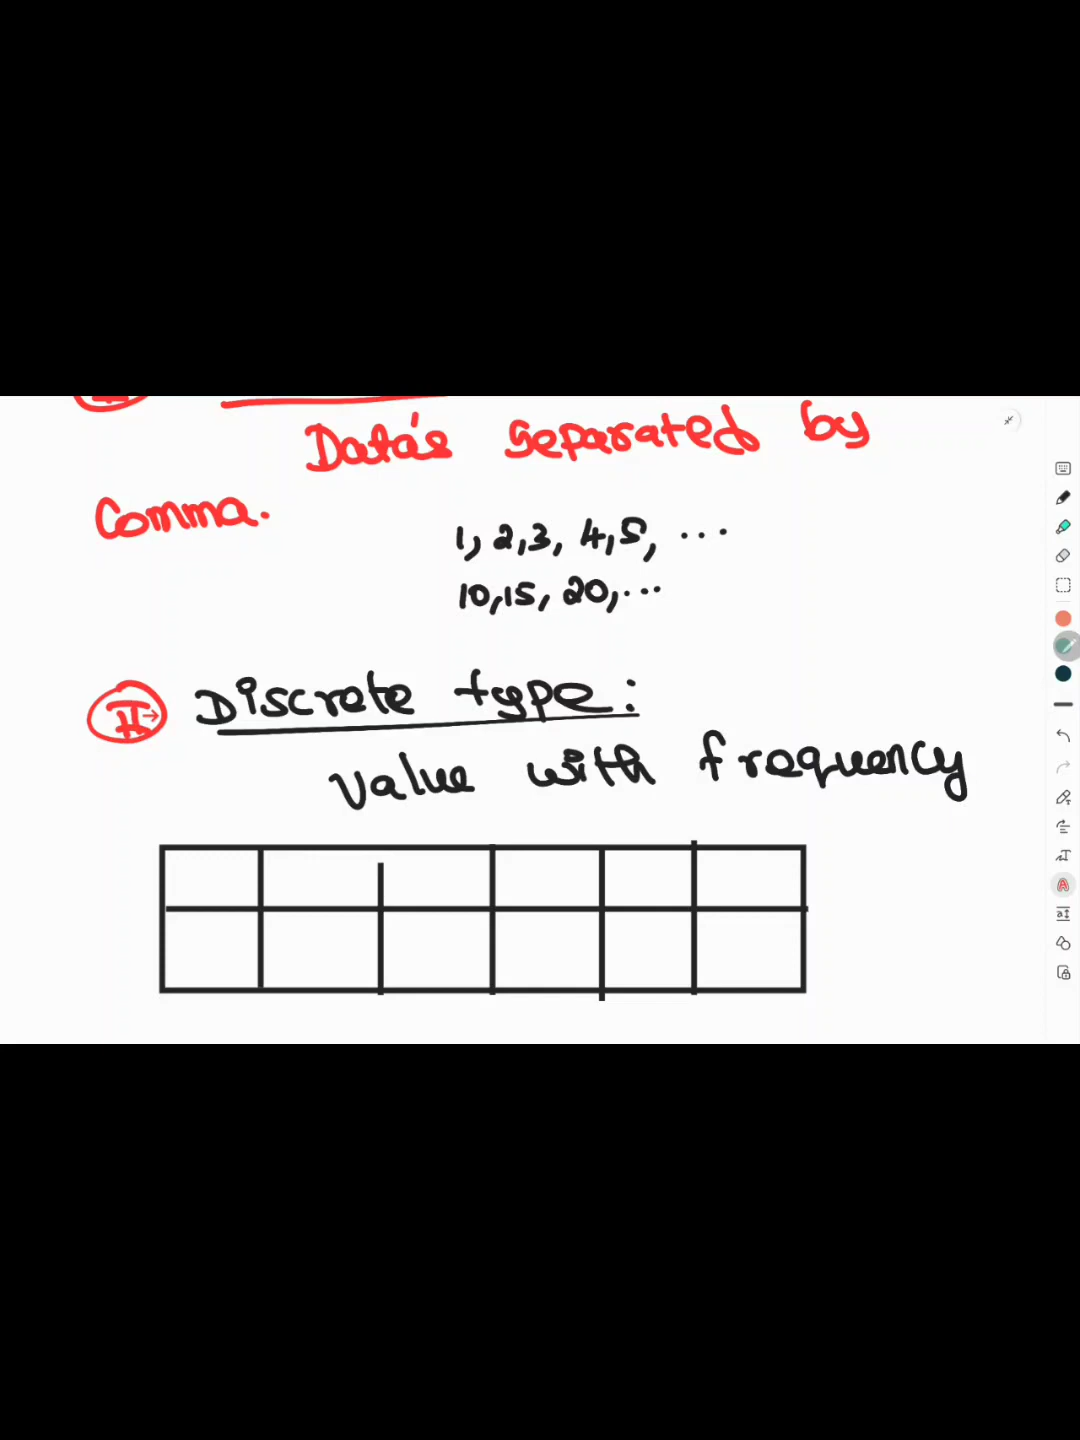 Data's separated by
Comma.
1, 2, 3, 4, 5, ...
10, 15, 20, ...
II Discrete type:
Value with frequency